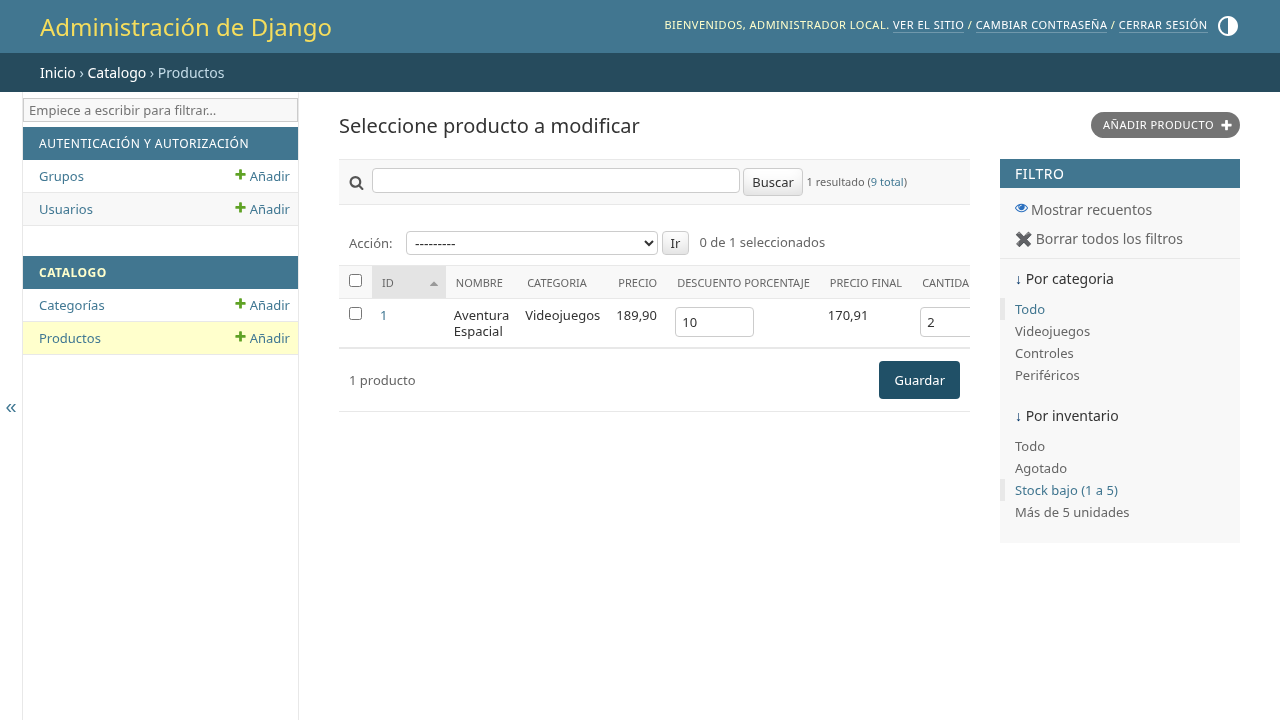 Administración de Django
BIENVENIDOS, ADMINISTRADOR LOCAL. VER EL SITIO / CAMBIAR CONTRASEÑA / CERRAR SESIÓN
Inicio › Catalogo › Productos
Empiece a escribir para filtrar...
AUTENTICACIÓN Y AUTORIZACIÓN
Grupos Añadir
Usuarios Añadir
CATALOGO
Categorías Añadir
Productos Añadir
«
Seleccione producto a modificar
AÑADIR PRODUCTO
Buscar 1 resultado (9 total)
Acción: --------- Ir 0 de 1 seleccionados
ID NOMBRE CATEGORIA PRECIO DESCUENTO PORCENTAJE PRECIO FINAL CANTIDA
1 Aventura Espacial Videojuegos 189,90 10 170,91 2
1 producto
Guardar
FILTRO
Mostrar recuentos
Borrar todos los filtros
↓ Por categoria
Todo
Videojuegos
Controles
Periféricos
↓ Por inventario
Todo
Agotado
Stock bajo (1 a 5)
Más de 5 unidades